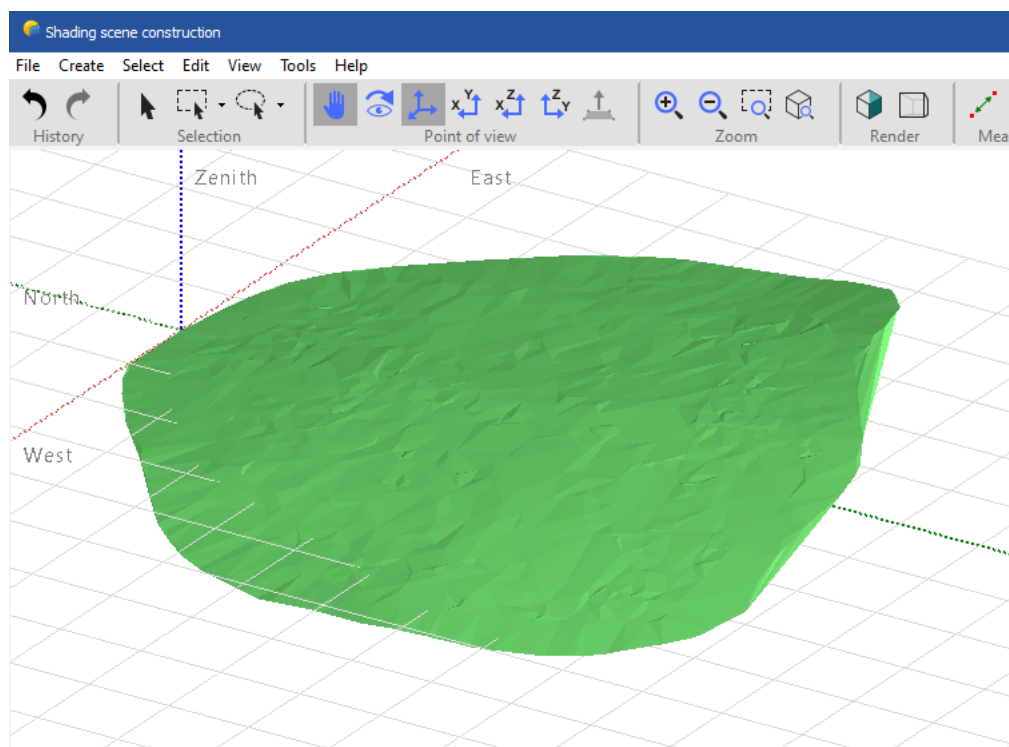 Shading scene construction
File Create Select Edit View Tools Help
History Selection Point of view Zoom Render Mea
Zenith East
North
West